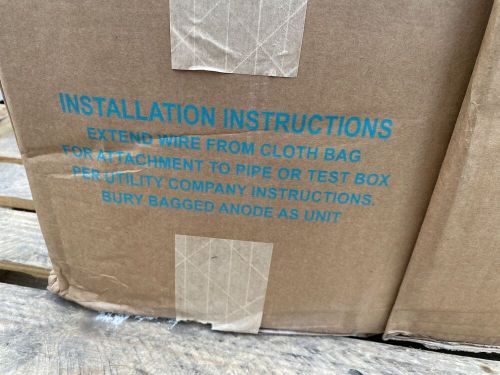 INSTALLATION INSTRUCTIONS
EXTEND WIRE FROM CLOTH BAG
FOR ATTACHMENT TO PIPE OR TEST BOX
PER UTILITY COMPANY INSTRUCTIONS.
BURY BAGGED ANODE AS UNIT